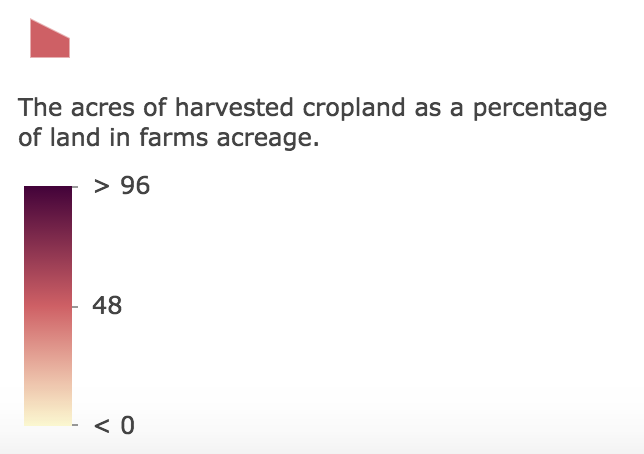 The acres of harvested cropland as a percentage
of land in farms acreage.
> 96
48
< 0